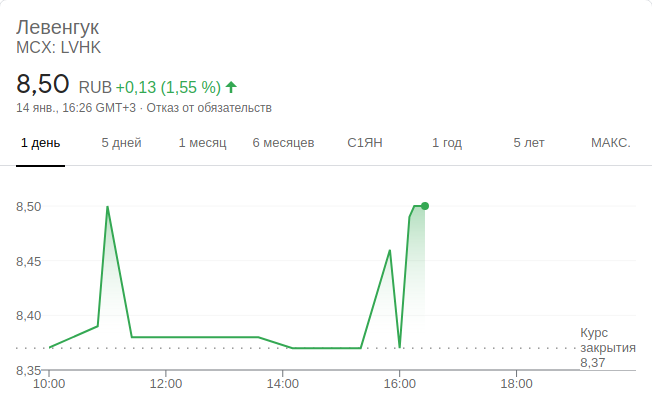 Левенгук
MCX: LVHK
8,50 RUB +0,13 (1,55 %)
14 янв., 16:26 GMT+3 · Отказ от обязательств
1 день 5 дней 1 месяц 6 месяцев С1ЯН 1 год 5 лет МАКС.
8,50
8,45
8,40
Курс
закрытия
8,37
8,35
10:00 12:00 14:00 16:00 18:00